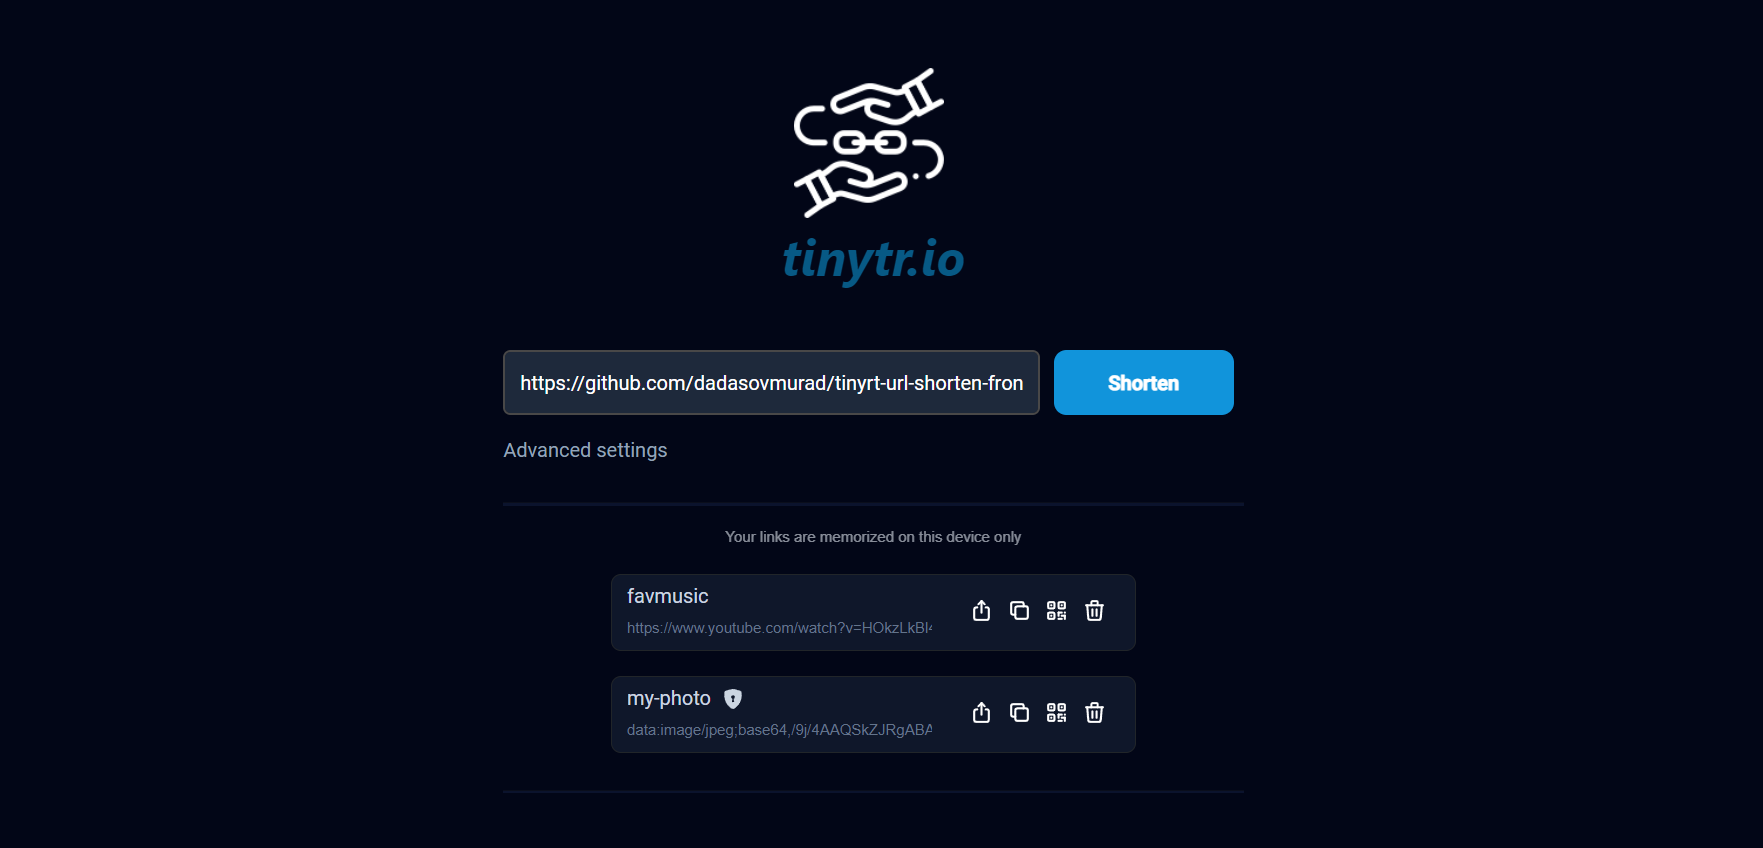 tinytr.io
https://github.com/dadasovmurad/tinyrt-url-shorten-fron
Shorten
Advanced settings
Your links are memorized on this device only
favmusic
https://www.youtube.com/watch?v=HOkzLkBI4
my-photo
data:image/jpeg;base64,/9j/4AAQSkZJRgABA